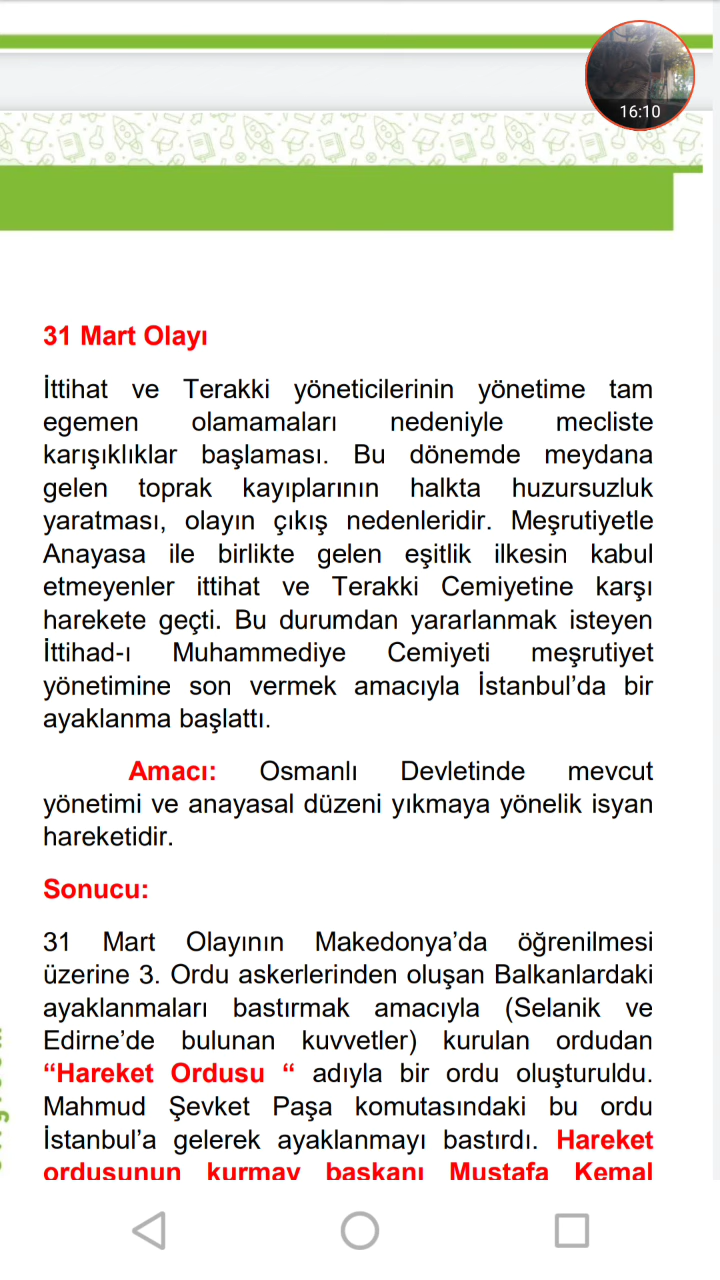 16:10
31 Mart Olayı
İttihat ve Terakki yöneticilerinin yönetime tam
egemen olamamaları nedeniyle mecliste
karışıklıklar başlaması. Bu dönemde meydana
gelen toprak kayıplarının halkta huzursuzluk
yaratması, olayın çıkış nedenleridir. Meşrutiyetle
Anayasa ile birlikte gelen eşitlik ilkesin kabul
etmeyenler ittihat ve Terakki Cemiyetine karşı
harekete geçti. Bu durumdan yararlanmak isteyen
İttihad-ı Muhammediye Cemiyeti meşrutiyet
yönetimine son vermek amacıyla İstanbul’da bir
ayaklanma başlattı.
Amacı: Osmanlı Devletinde mevcut
yönetimi ve anayasal düzeni yıkmaya yönelik isyan
hareketidir.
Sonucu:
31 Mart Olayının Makedonya’da öğrenilmesi
üzerine 3. Ordu askerlerinden oluşan Balkanlardaki
ayaklanmaları bastırmak amacıyla (Selanik ve
Edirne’de bulunan kuvvetler) kurulan ordudan
“Hareket Ordusu “ adıyla bir ordu oluşturuldu.
Mahmud Şevket Paşa komutasındaki bu ordu
İstanbul’a gelerek ayaklanmayı bastırdı. Hareket
ordusunun kurmay başkanı Mustafa Kemal